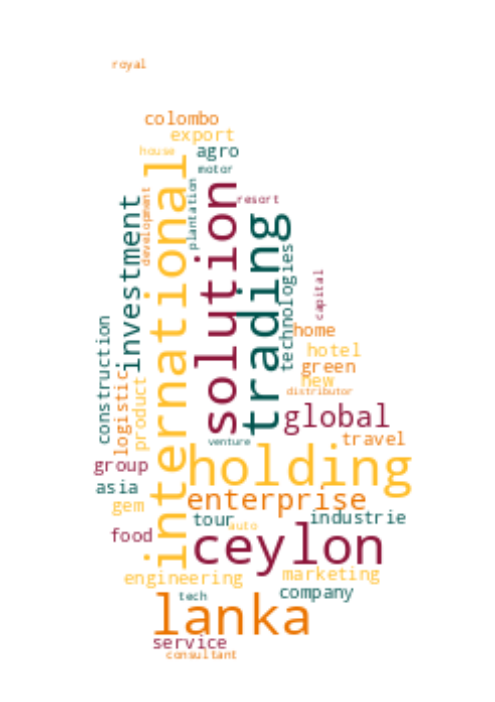 royal
colombo
export
house
agro
motor
international
development
plantation
investment
solution
resort
trading
technologies
capital
construction
home
hotel
green
new
distributor
logistic
product
global
venture
travel
group
holding
asia
enterprise
gem
tour
auto
industrie
food
ceylon
engineering
marketing
tech
company
lanka
service
consultant